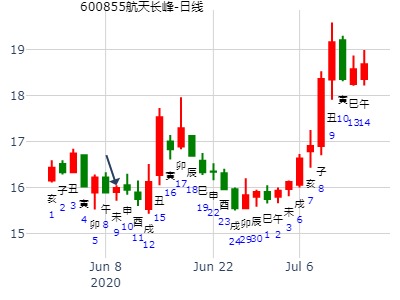 600855航天长峰-日线
19
18
17
16
15
亥 1
子 2
丑 3
寅 4
卯 5
午 8
未 9
申 10
酉 11
戌 12
丑 15
寅 16
卯 17
辰 18
巳 19
申 22
酉 23
戌 24
卯 29
辰 30
巳 1
午 2
未 3
戌 6
亥 7
子 8
丑 9
寅 10
巳 13
午 14
Jun 8
2020
Jun 22
Jul 6